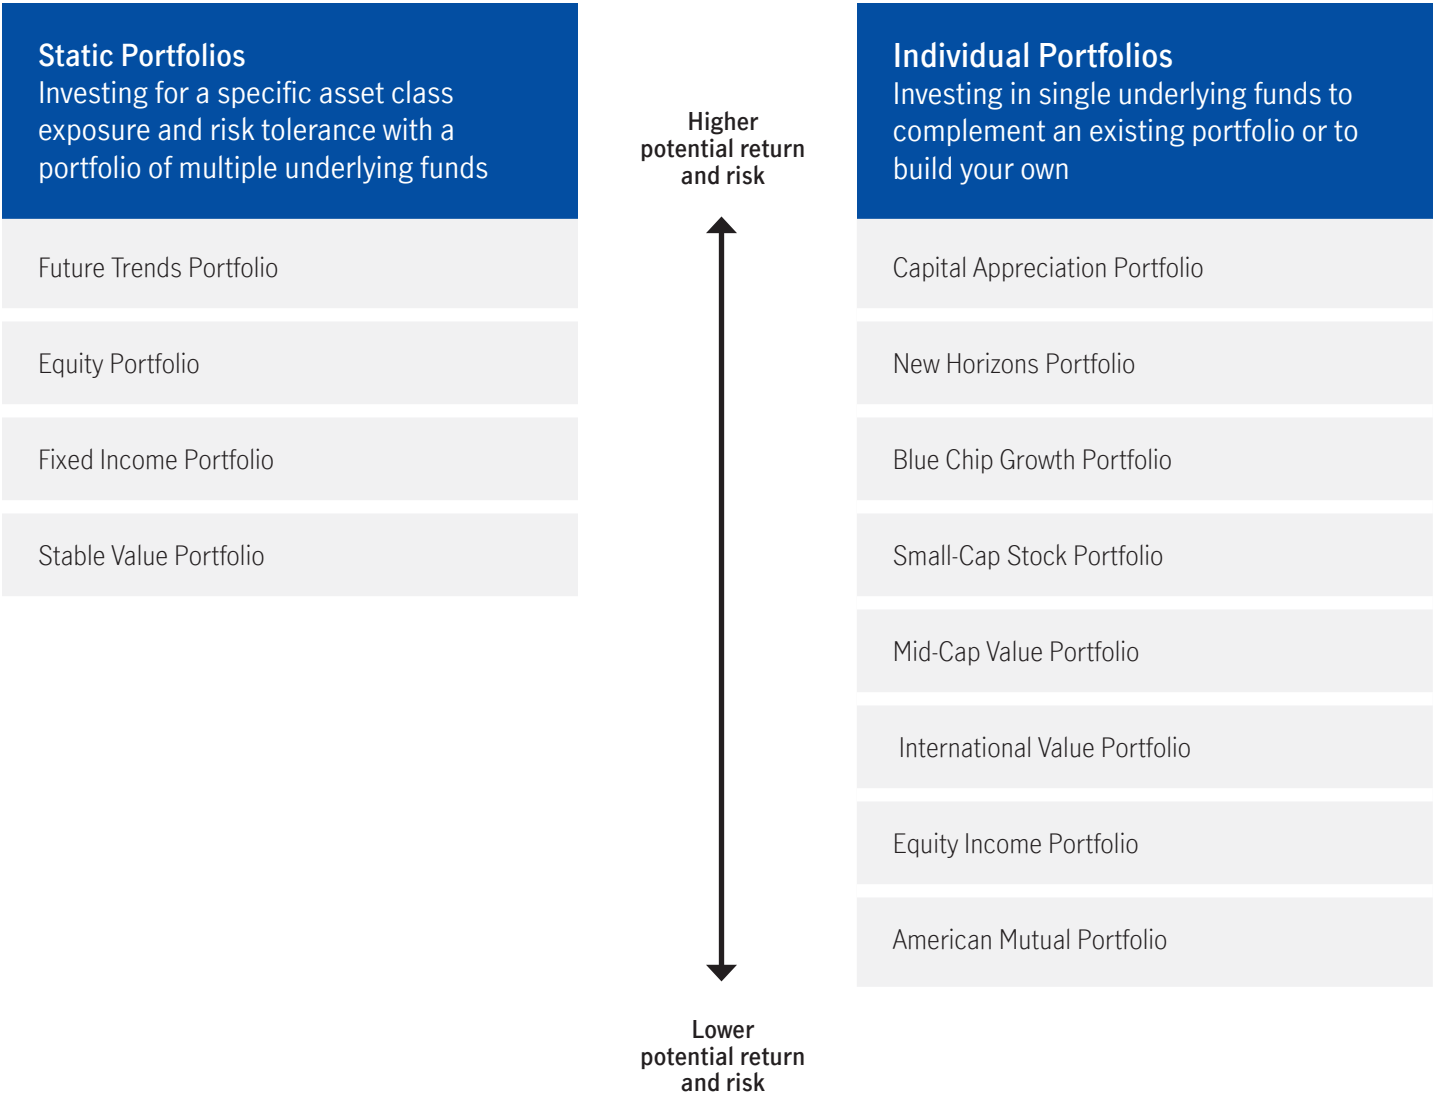 Static Portfolios
Investing for a specific asset class
exposure and risk tolerance with a
portfolio of multiple underlying funds
Future Trends Portfolio
Equity Portfolio
Fixed Income Portfolio
Stable Value Portfolio
Higher
potential return
and risk
Lower
potential return
and risk
Individual Portfolios
Investing in single underlying funds to
complement an existing portfolio or to
build your own
Capital Appreciation Portfolio
New Horizons Portfolio
Blue Chip Growth Portfolio
Small-Cap Stock Portfolio
Mid-Cap Value Portfolio
International Value Portfolio
Equity Income Portfolio
American Mutual Portfolio